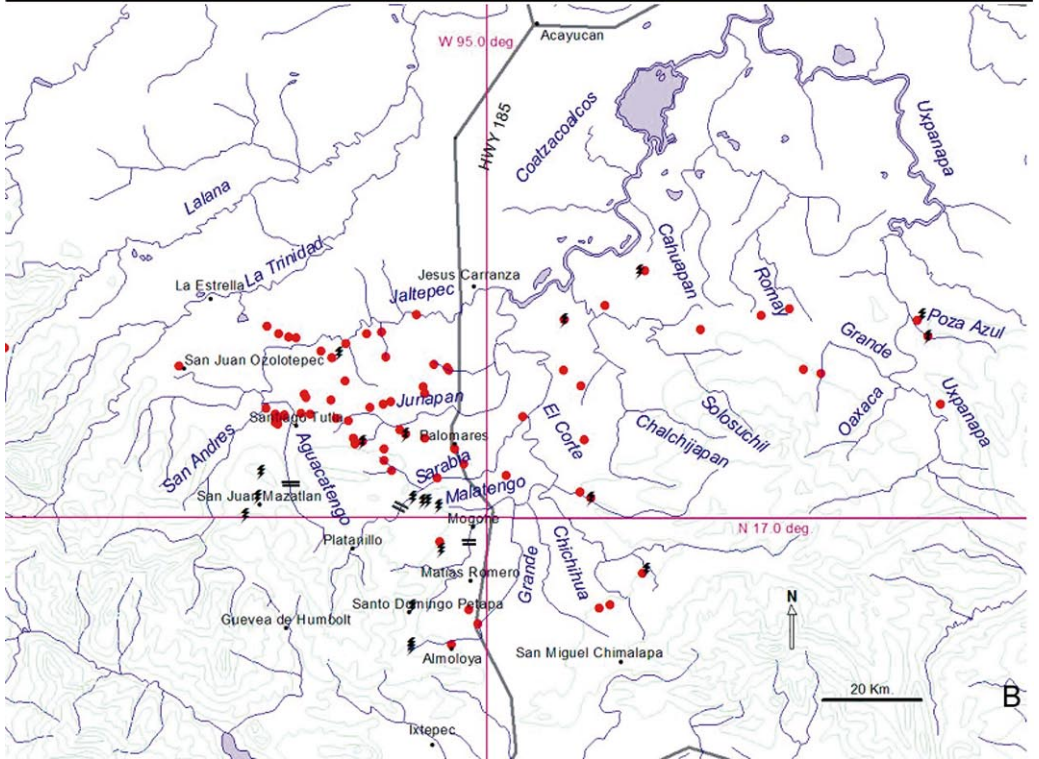 Acayucan
W 95.0 deg.
HWY 185
Coatzacoalcos
Uxpanapa
Lalana
La Trinidad
Cahuapan
Jesus Carranza
La Estrella
Jaltepec
Romay
Poza Azul
Grande
San Juan Ozolotepec
Junapan
Uxpanapa
Oaxaca
Solosuchil
Santiago Tutla
El Corte
Chalchijapan
Palomares
San Andres
Aguacatengo
Sarabia
Malatengo
San Juan Mazatlan
Mogone
N 17.0 deg.
Platanillo
Grande
Chichihua
Matias Romero
Santo Domingo Petapa
N
Guevea de Humbolt
Almoloya
San Miguel Chimalapa
20 Km.
B
Ixtepec